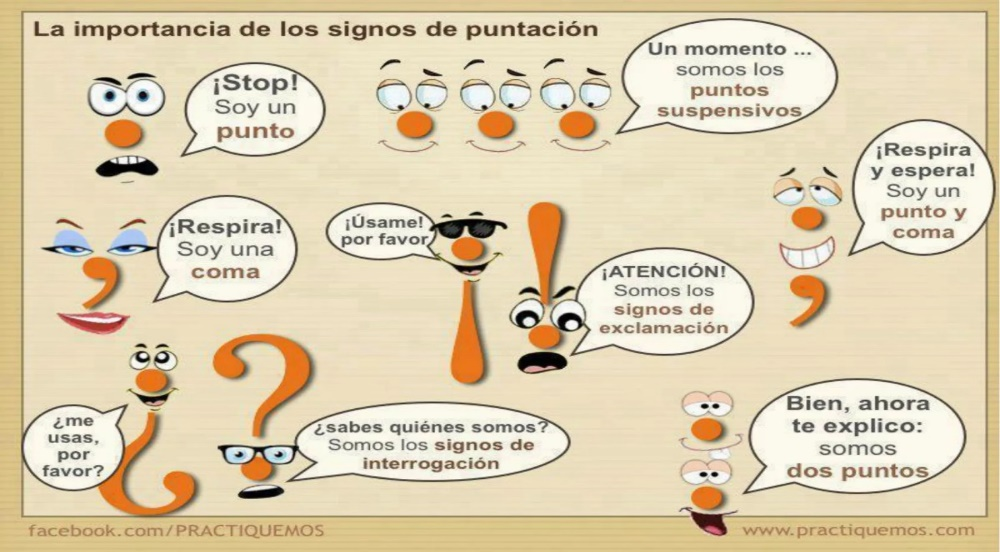 La importancia de los signos de puntación
¡Stop!
Soy un
punto
Un momento ...
somos los
puntos
suspensivos
¡Respira
y espera!
Soy un
punto y
coma
¡Respira!
Soy una
coma
¡Úsame!
por favor
¡ATENCIÓN!
Somos los
signos de
exclamación
¿me
usas,
por
favor?
¿sabes quiénes somos?
Somos los signos de
interrogación
Bien, ahora
te explico:
somos
dos puntos
facebook.com/PRACTIQUEMOS
www.practiquemos.com